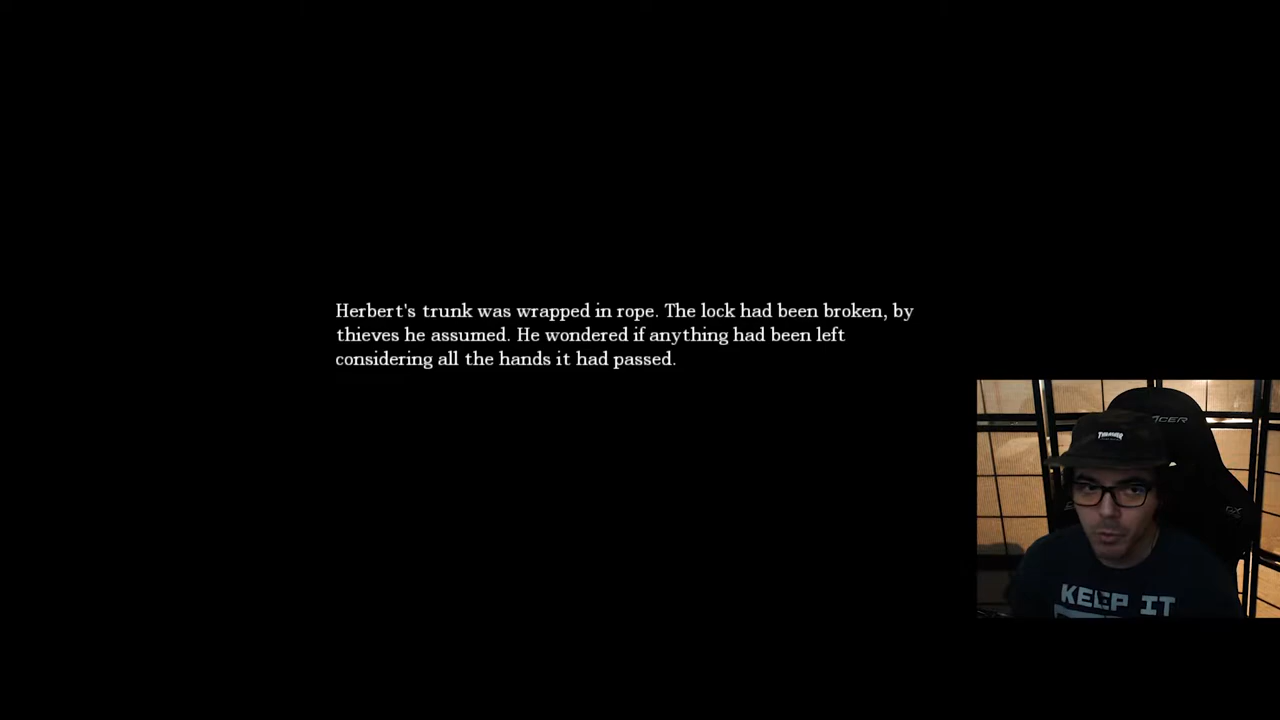 Herbert's trunk was wrapped in rope. The lock had been broken, by
thieves he assumed. He wondered if anything had been left
considering all the hands it had passed.
THRASHER
KEEP IT